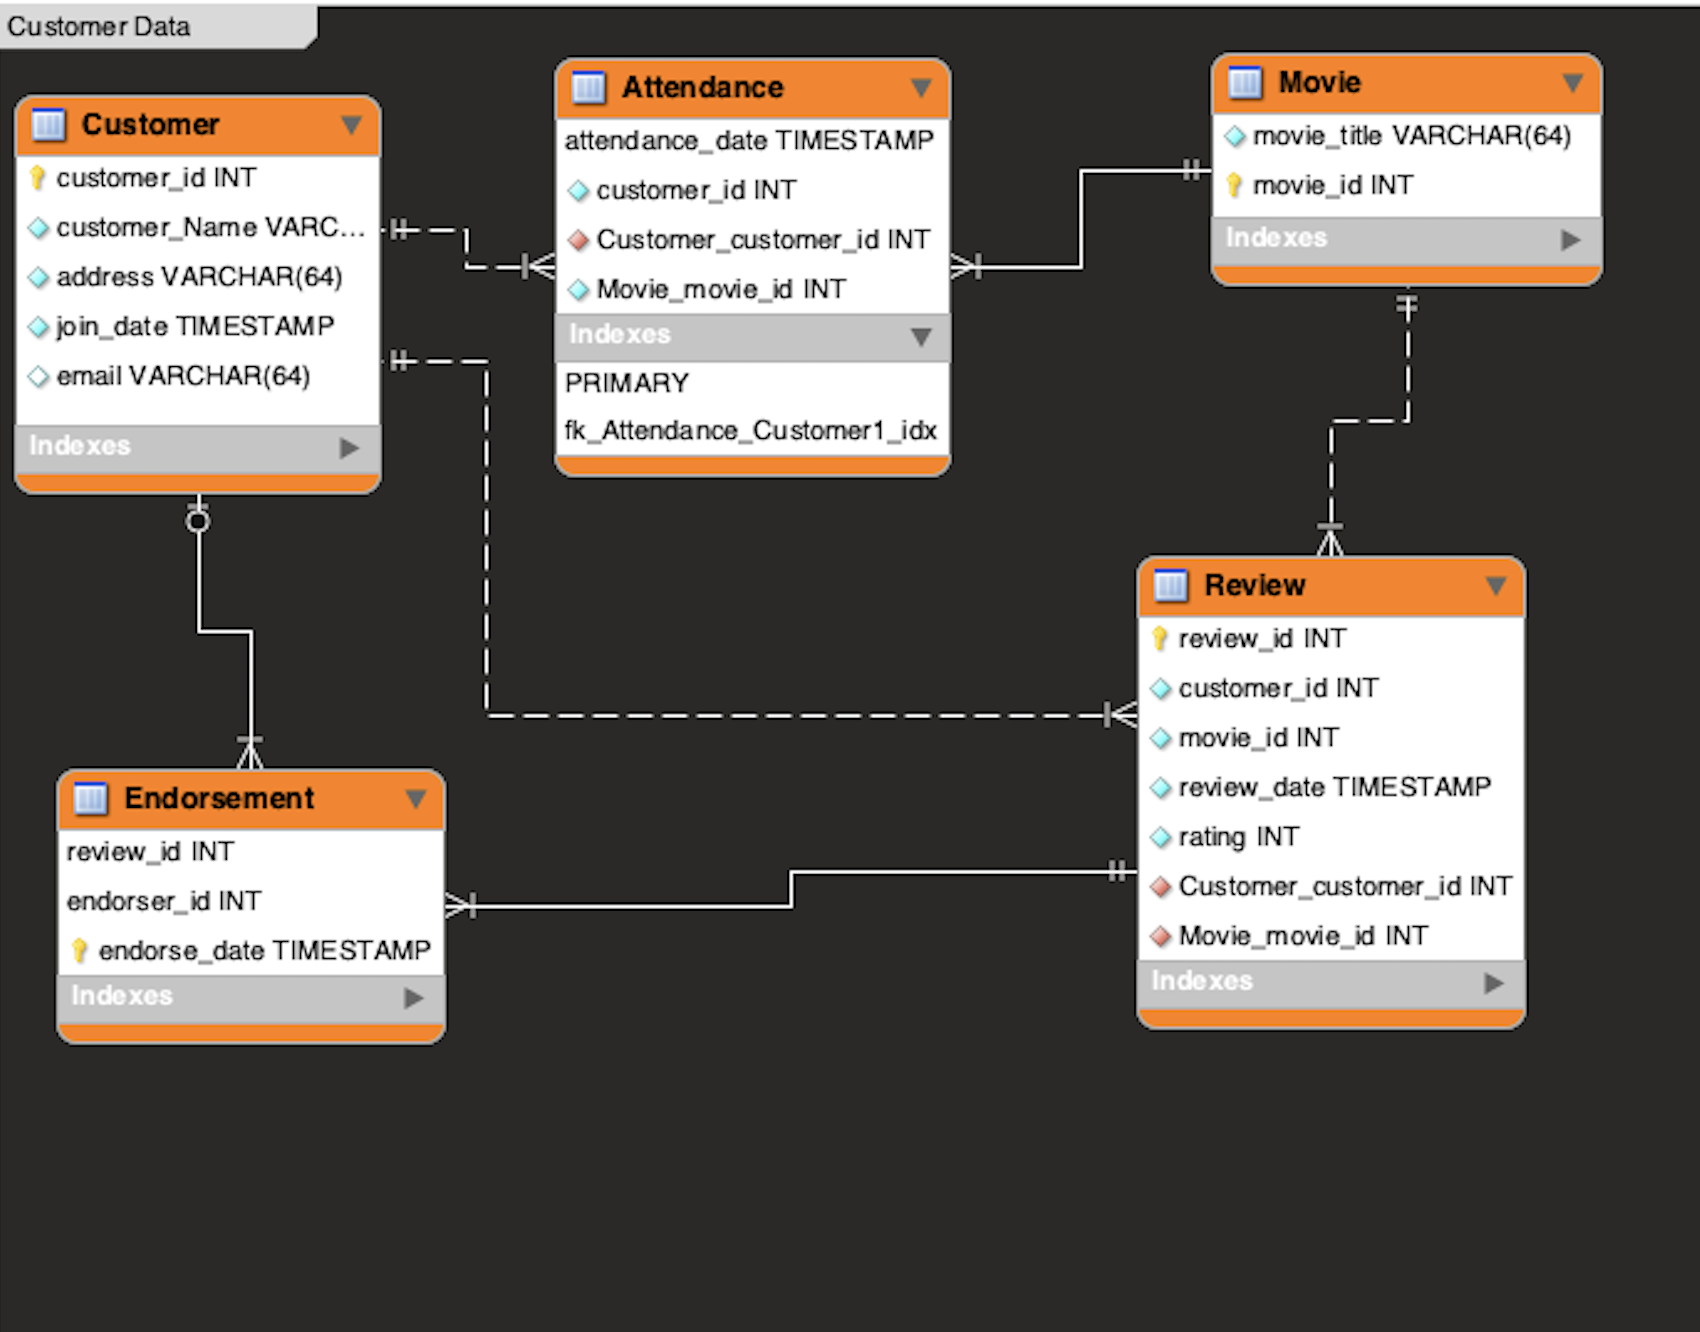 Customer Data
Customer
customer_id INT
customer_Name VARC...
address VARCHAR(64)
join_date TIMESTAMP
email VARCHAR(64)
Indexes
Attendance
attendance_date TIMESTAMP
customer_id INT
Customer_customer_id INT
Movie_movie_id INT
Indexes
PRIMARY
fk_Attendance_Customer1_idx
Movie
movie_title VARCHAR(64)
movie_id INT
Indexes
Endorsement
review_id INT
endorser_id INT
endorse_date TIMESTAMP
Indexes
Review
review_id INT
customer_id INT
movie_id INT
review_date TIMESTAMP
rating INT
Customer_customer_id INT
Movie_movie_id INT
Indexes